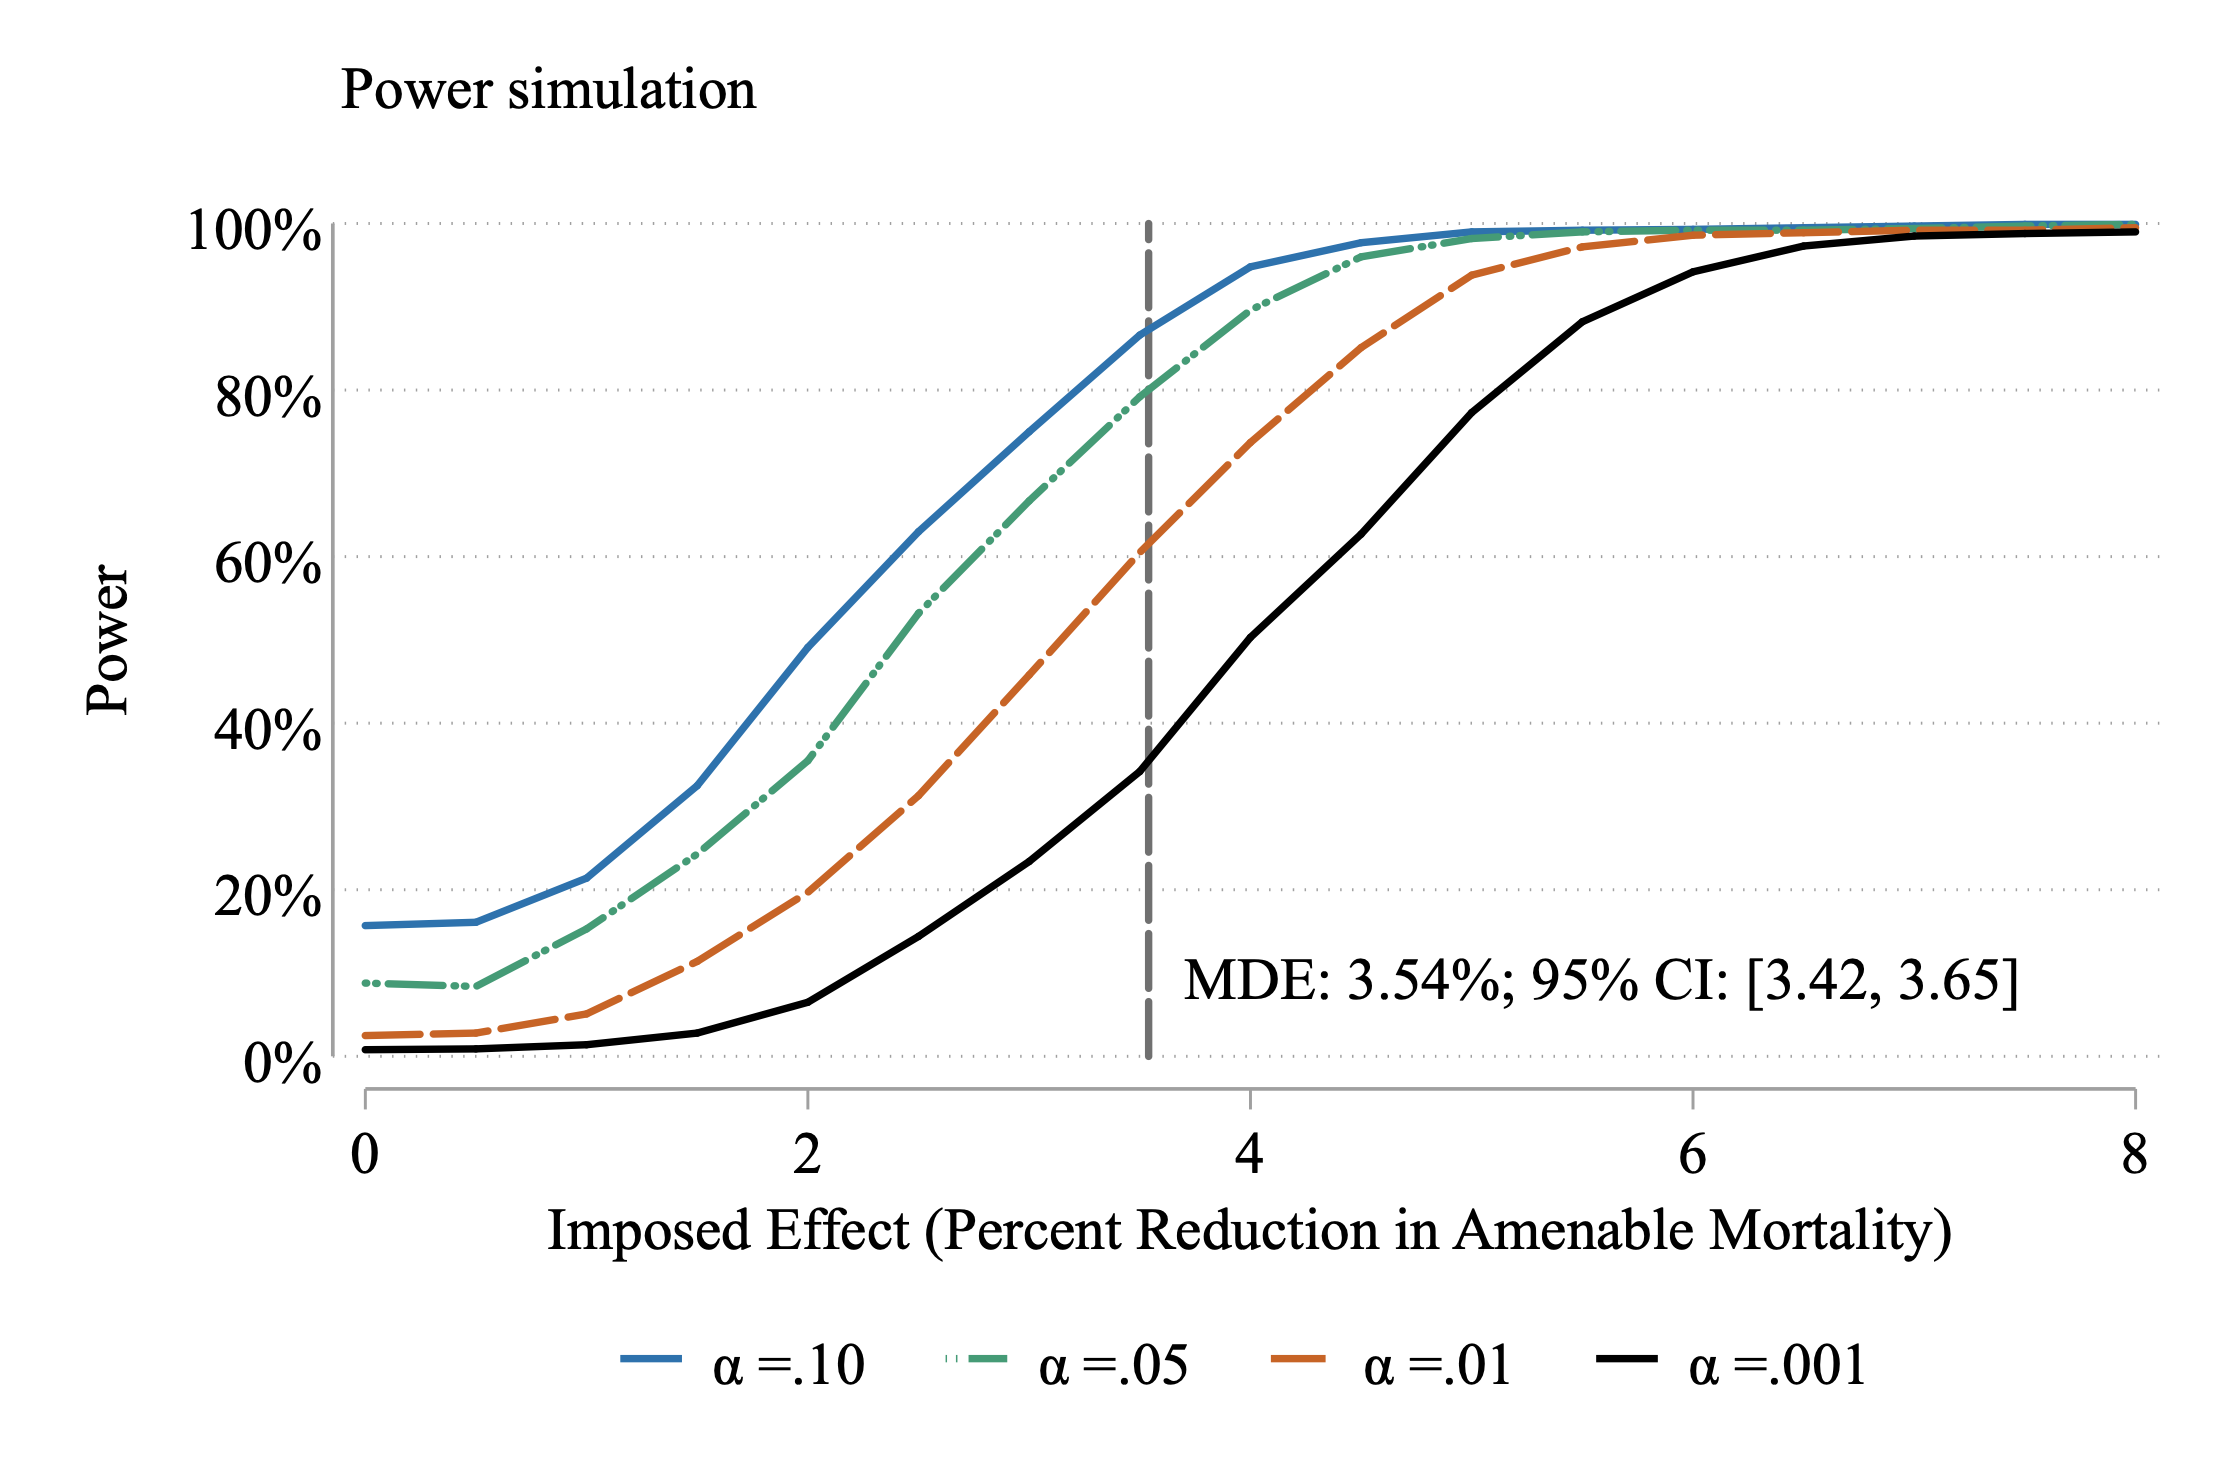 Power simulation
100%
80%
60%
40%
20%
0%
Power
MDE: 3.54%; 95% CI: [3.42, 3.65]
0 2 4 6 8
Imposed Effect (Percent Reduction in Amenable Mortality)
α =.10 α =.05 α =.01 α =.001